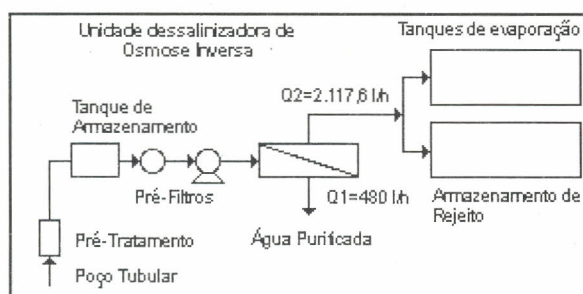 Unidade dessalinizadora de
Osmose Inversa
Tanques de evaporação
Q2=2.117,6 l/h
Tanque de
Armazenamento
Pré-Filtros
Q1=480 l/h
Armazenamento de
Rejeito
Pré-Tratamento
Água Purificada
Poço Tubular